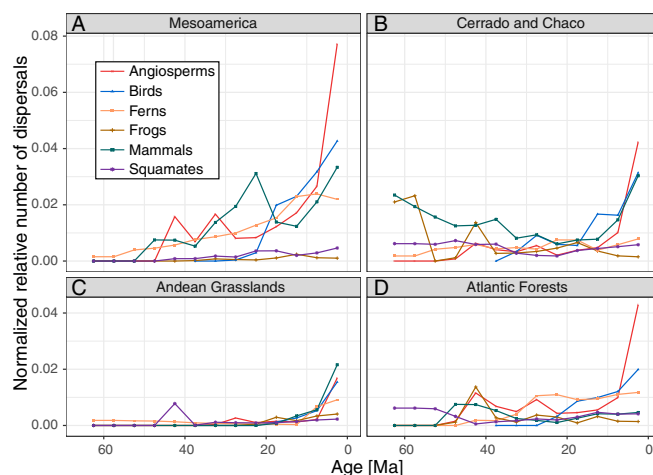 A Mesoamerica
B Cerrado and Chaco
0.08
0.06
0.04
0.02
0.00
Angiosperms
Birds
Ferns
Frogs
Mammals
Squamates
C Andean Grasslands
D Atlantic Forests
0.04
0.02
0.00
60 40 20 0
60 40 20 0
Age [Ma]
Normalized relative number of dispersals